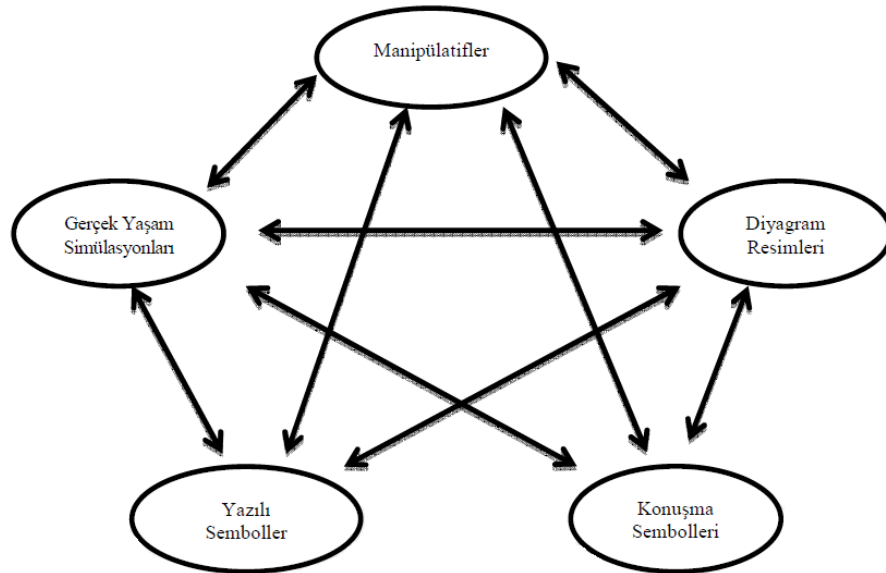 Manipülatifler
Gerçek Yaşam
Simülasyonları
Diyagram
Resimleri
Yazılı
Semboller
Konuşma
Sembolleri